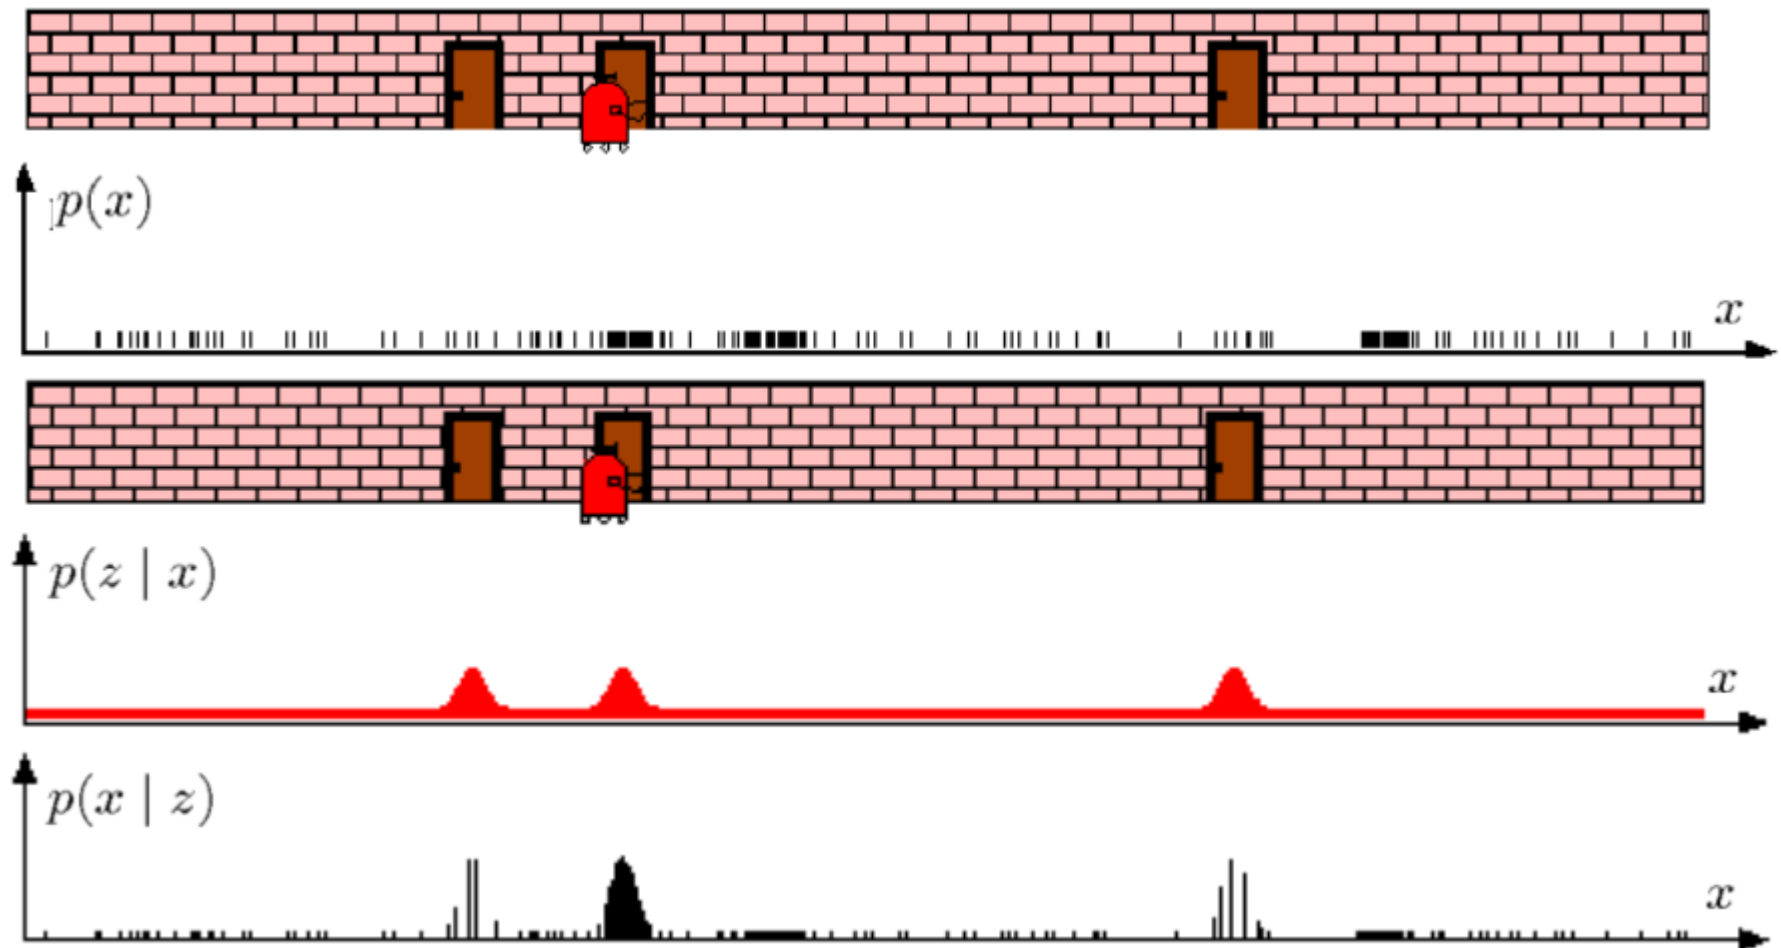 p(x)
x
p(z | x)
x
p(x | z)
x